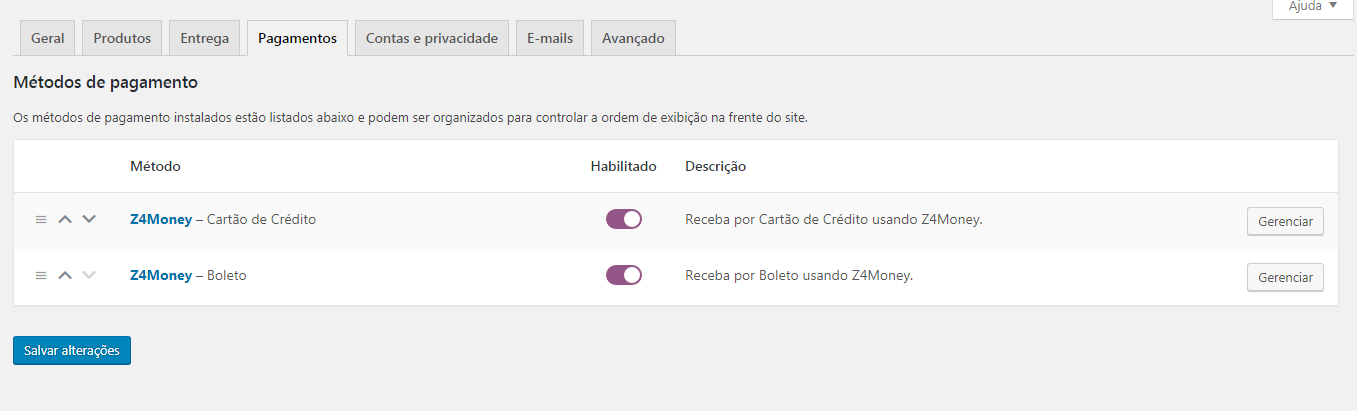 Ajuda ▼
Geral Produtos Entrega Pagamentos Contas e privacidade E-mails Avançado
Métodos de pagamento
Os métodos de pagamento instalados estão listados abaixo e podem ser organizados para controlar a ordem de exibição na frente do site.
Método Habilitado Descrição
Z4Money – Cartão de Crédito Receba por Cartão de Crédito usando Z4Money. Gerenciar
Z4Money – Boleto Receba por Boleto usando Z4Money. Gerenciar
Salvar alterações